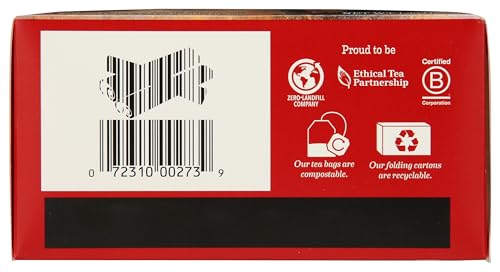 Proud to be
ZERO-LANDFILL
COMPANY
Ethical Tea
Partnership
Certified
B
Corporation
C
Our tea bags are
compostable.
Our folding cartons
are recyclable.
0 72310 00273 9